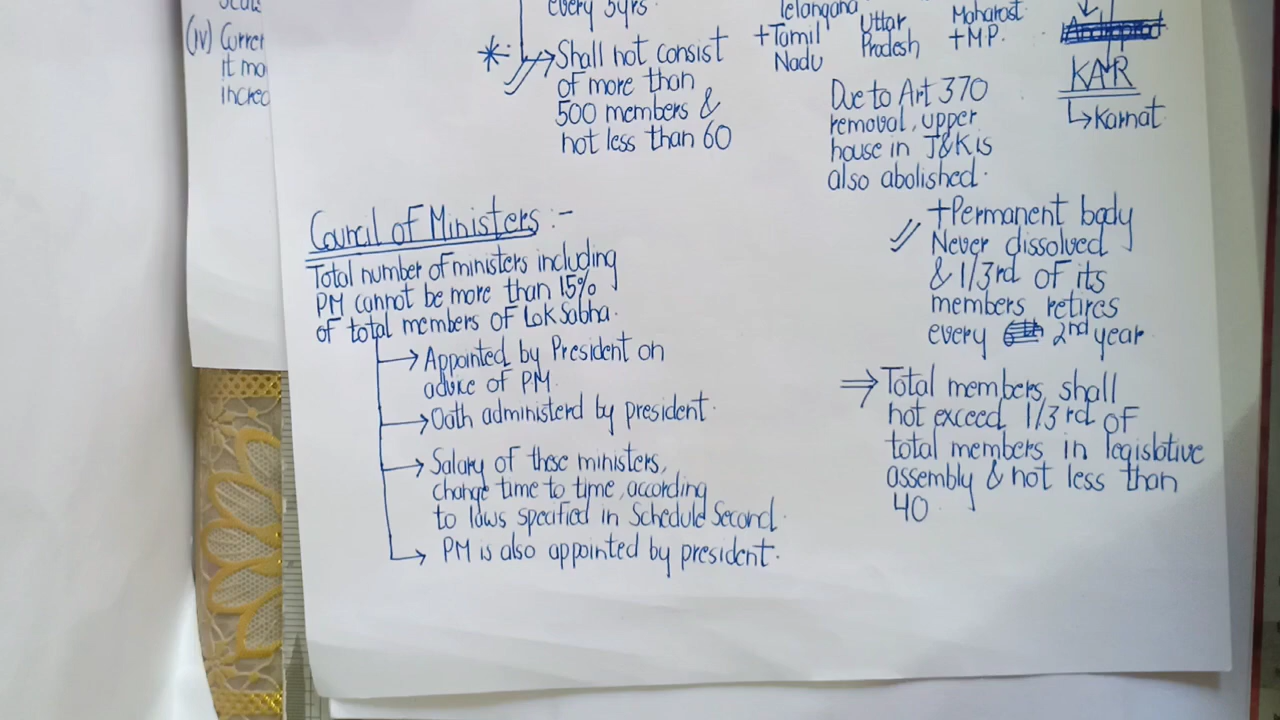 (iv) Curren
it mo
increa
every 5yrs
*: Shall not consist
of more than
500 members &
not less than 60
Telangana
+Tamil
Nadu
Uttar
Pradesh
Maharast.
+MP.
KAR
Karnat
Due to Art 370
removal, upper
house in J&K is
also abolished.
+Permanent body
Never dissolved
& 1/3rd of its
members retires
every 2nd year
Total members shall
not exceed 1/3rd of
total members in legislative
assembly & not less than
40.
Council of Ministers :-
Total number of ministers including
PM cannot be more than 15%
of total members of Lok Sabha.
Appointed by President on
advice of PM.
Oath administerd by president.
Salary of these ministers,
change time to time, according
to laws specified in Schedule Second.
PM is also appointed by president.